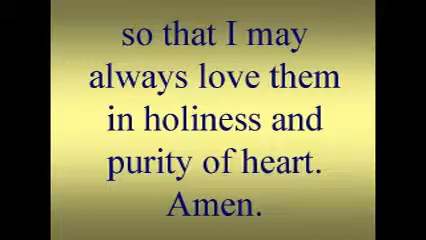 so that I may
always love them
in holiness and
purity of heart.
Amen.